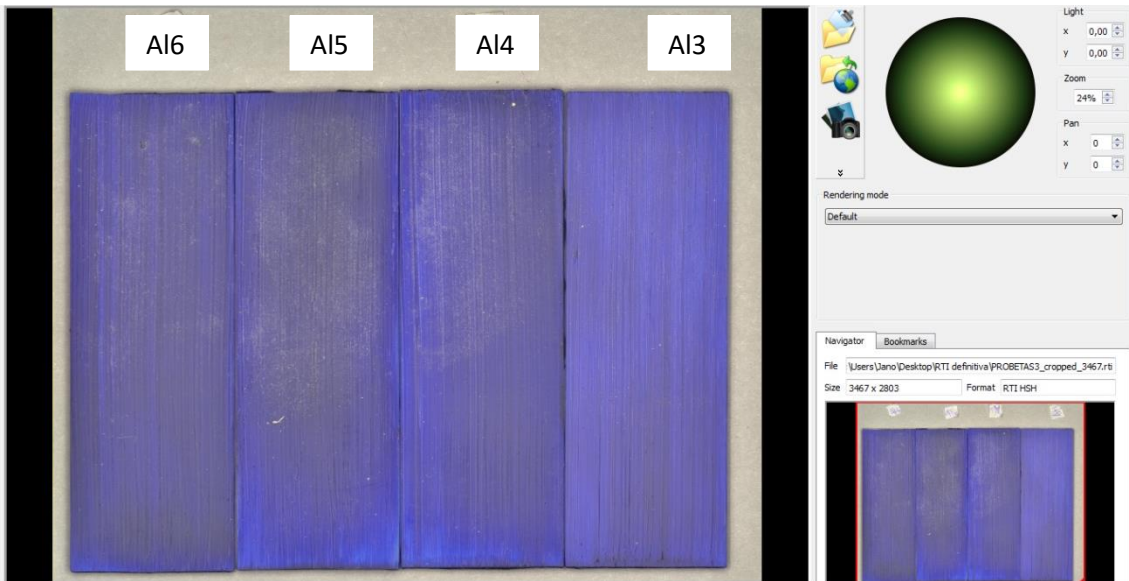 Al6 Al5 Al4 Al3
Light
x 0,00
y 0,00
Zoom
24%
Pan
x 0
y 0
Rendering mode
Default
Navigator Bookmarks
File \Users\Jano\Desktop\RTI definitiva\PROBETAS3_cropped_3467.rti
Size 3467 x 2803 Format RTI HSH